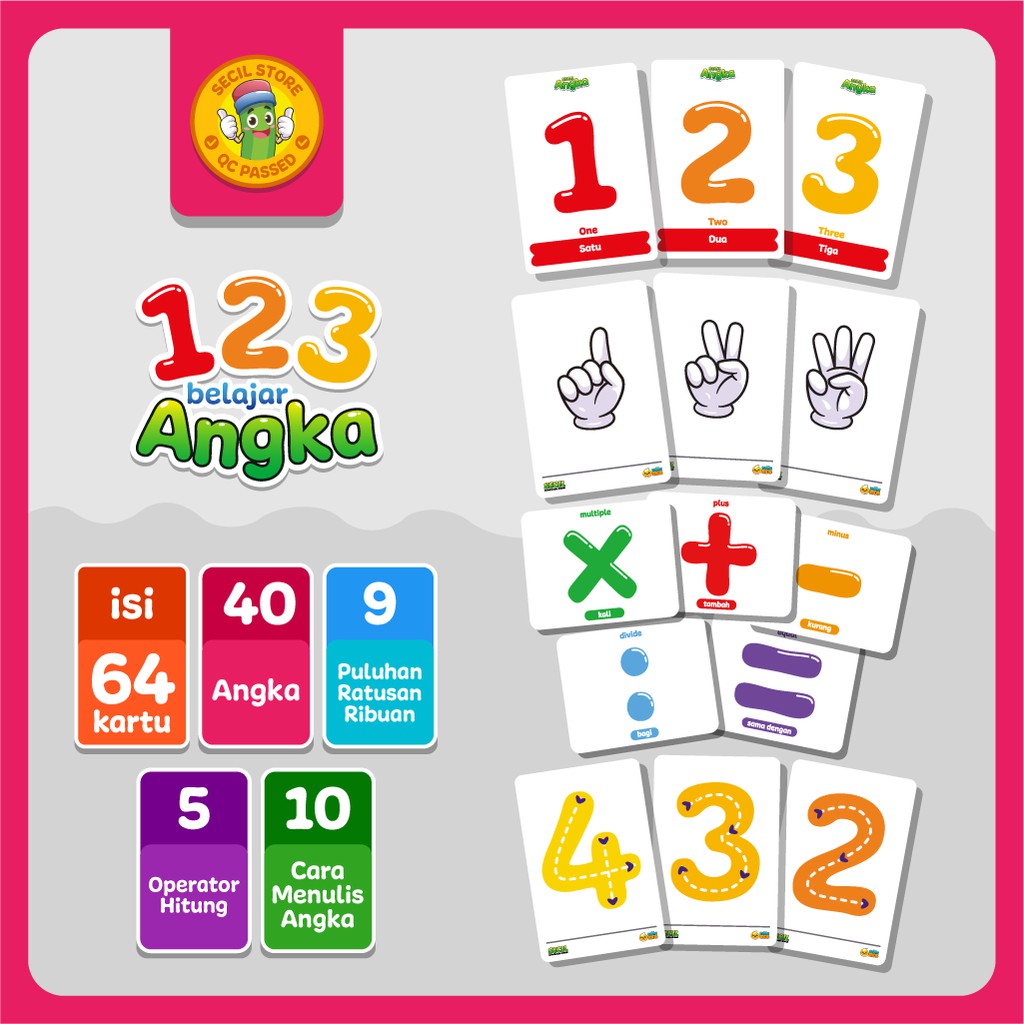 SECIL STORE
QC PASSED
123
belajar
Angka
isi
64
kartu
40
Angka
9
Puluhan
Ratusan
Ribuan
5
Operator
Hitung
10
Cara
Menulis
Angka
Angka
1
One
Satu
Angka
2
Two
Dua
Angka
3
Three
Tiga
multiple
×
kali
plus
+
tambah
minus
−
kurang
divide
bagi
=
sama dengan
4
3
2